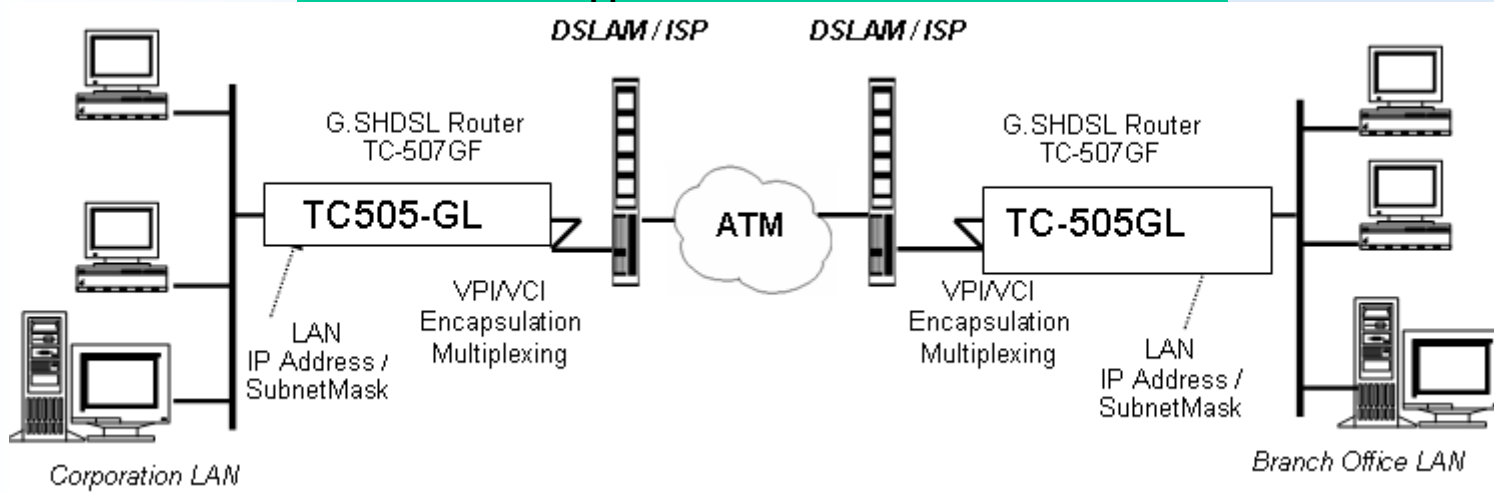 DSLAM / ISP
DSLAM / ISP
G.SHDSL Router
TC-507GF
G.SHDSL Router
TC-507GF
TC505-GL
ATM
TC-505GL
VPI/VCI
Encapsulation
Multiplexing
VPI/VCI
Encapsulation
Multiplexing
LAN
IP Address /
SubnetMask
LAN
IP Address /
SubnetMask
Corporation LAN
Branch Office LAN